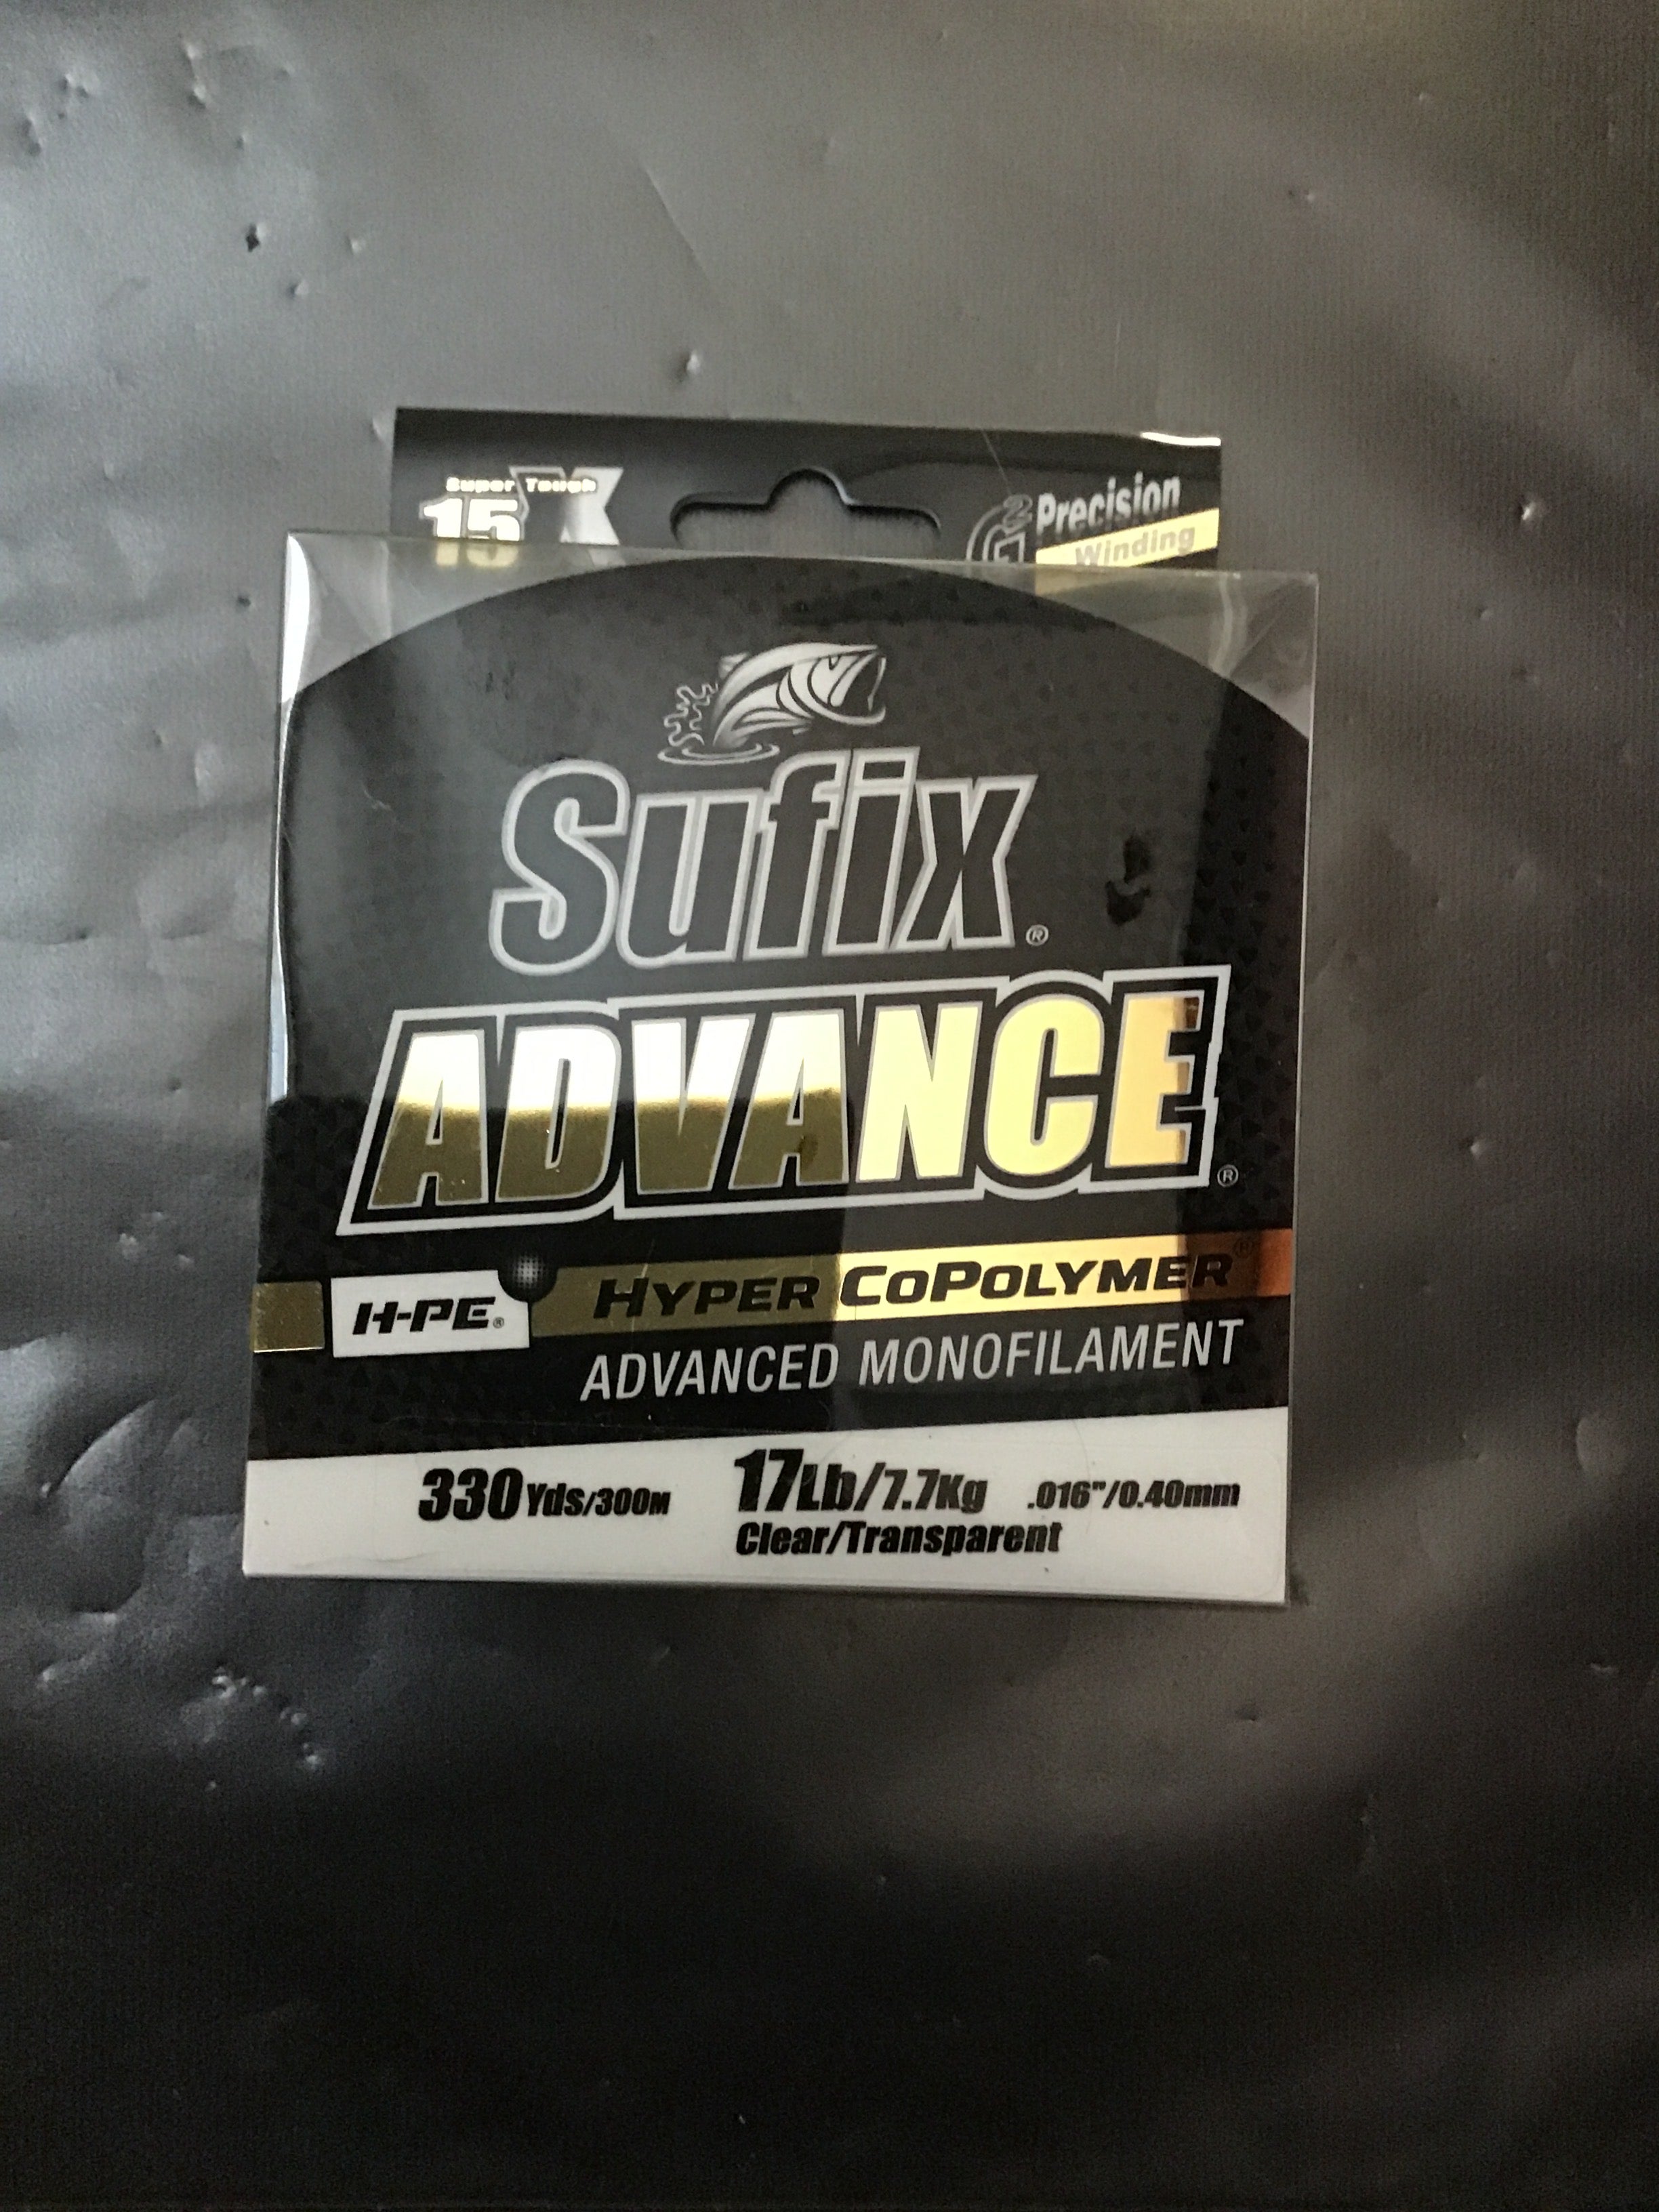 Super Tough
15X
G2 Precision
Winding
Sufix®
ADVANCE®
H-PE® HYPER COPOLYMER®
ADVANCED MONOFILAMENT
330Yds/300M 17Lb/7.7Kg .016"/0.40mm
Clear/Transparent